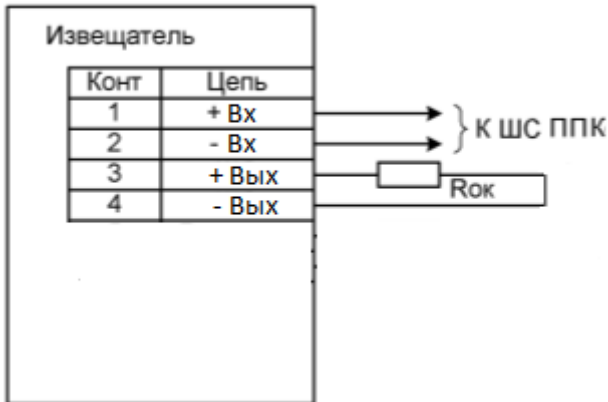 Извещатель
Конт Цепь
1 + Вх
2 - Вх
3 + Вых
4 - Вых
К ШС ППК
Rок